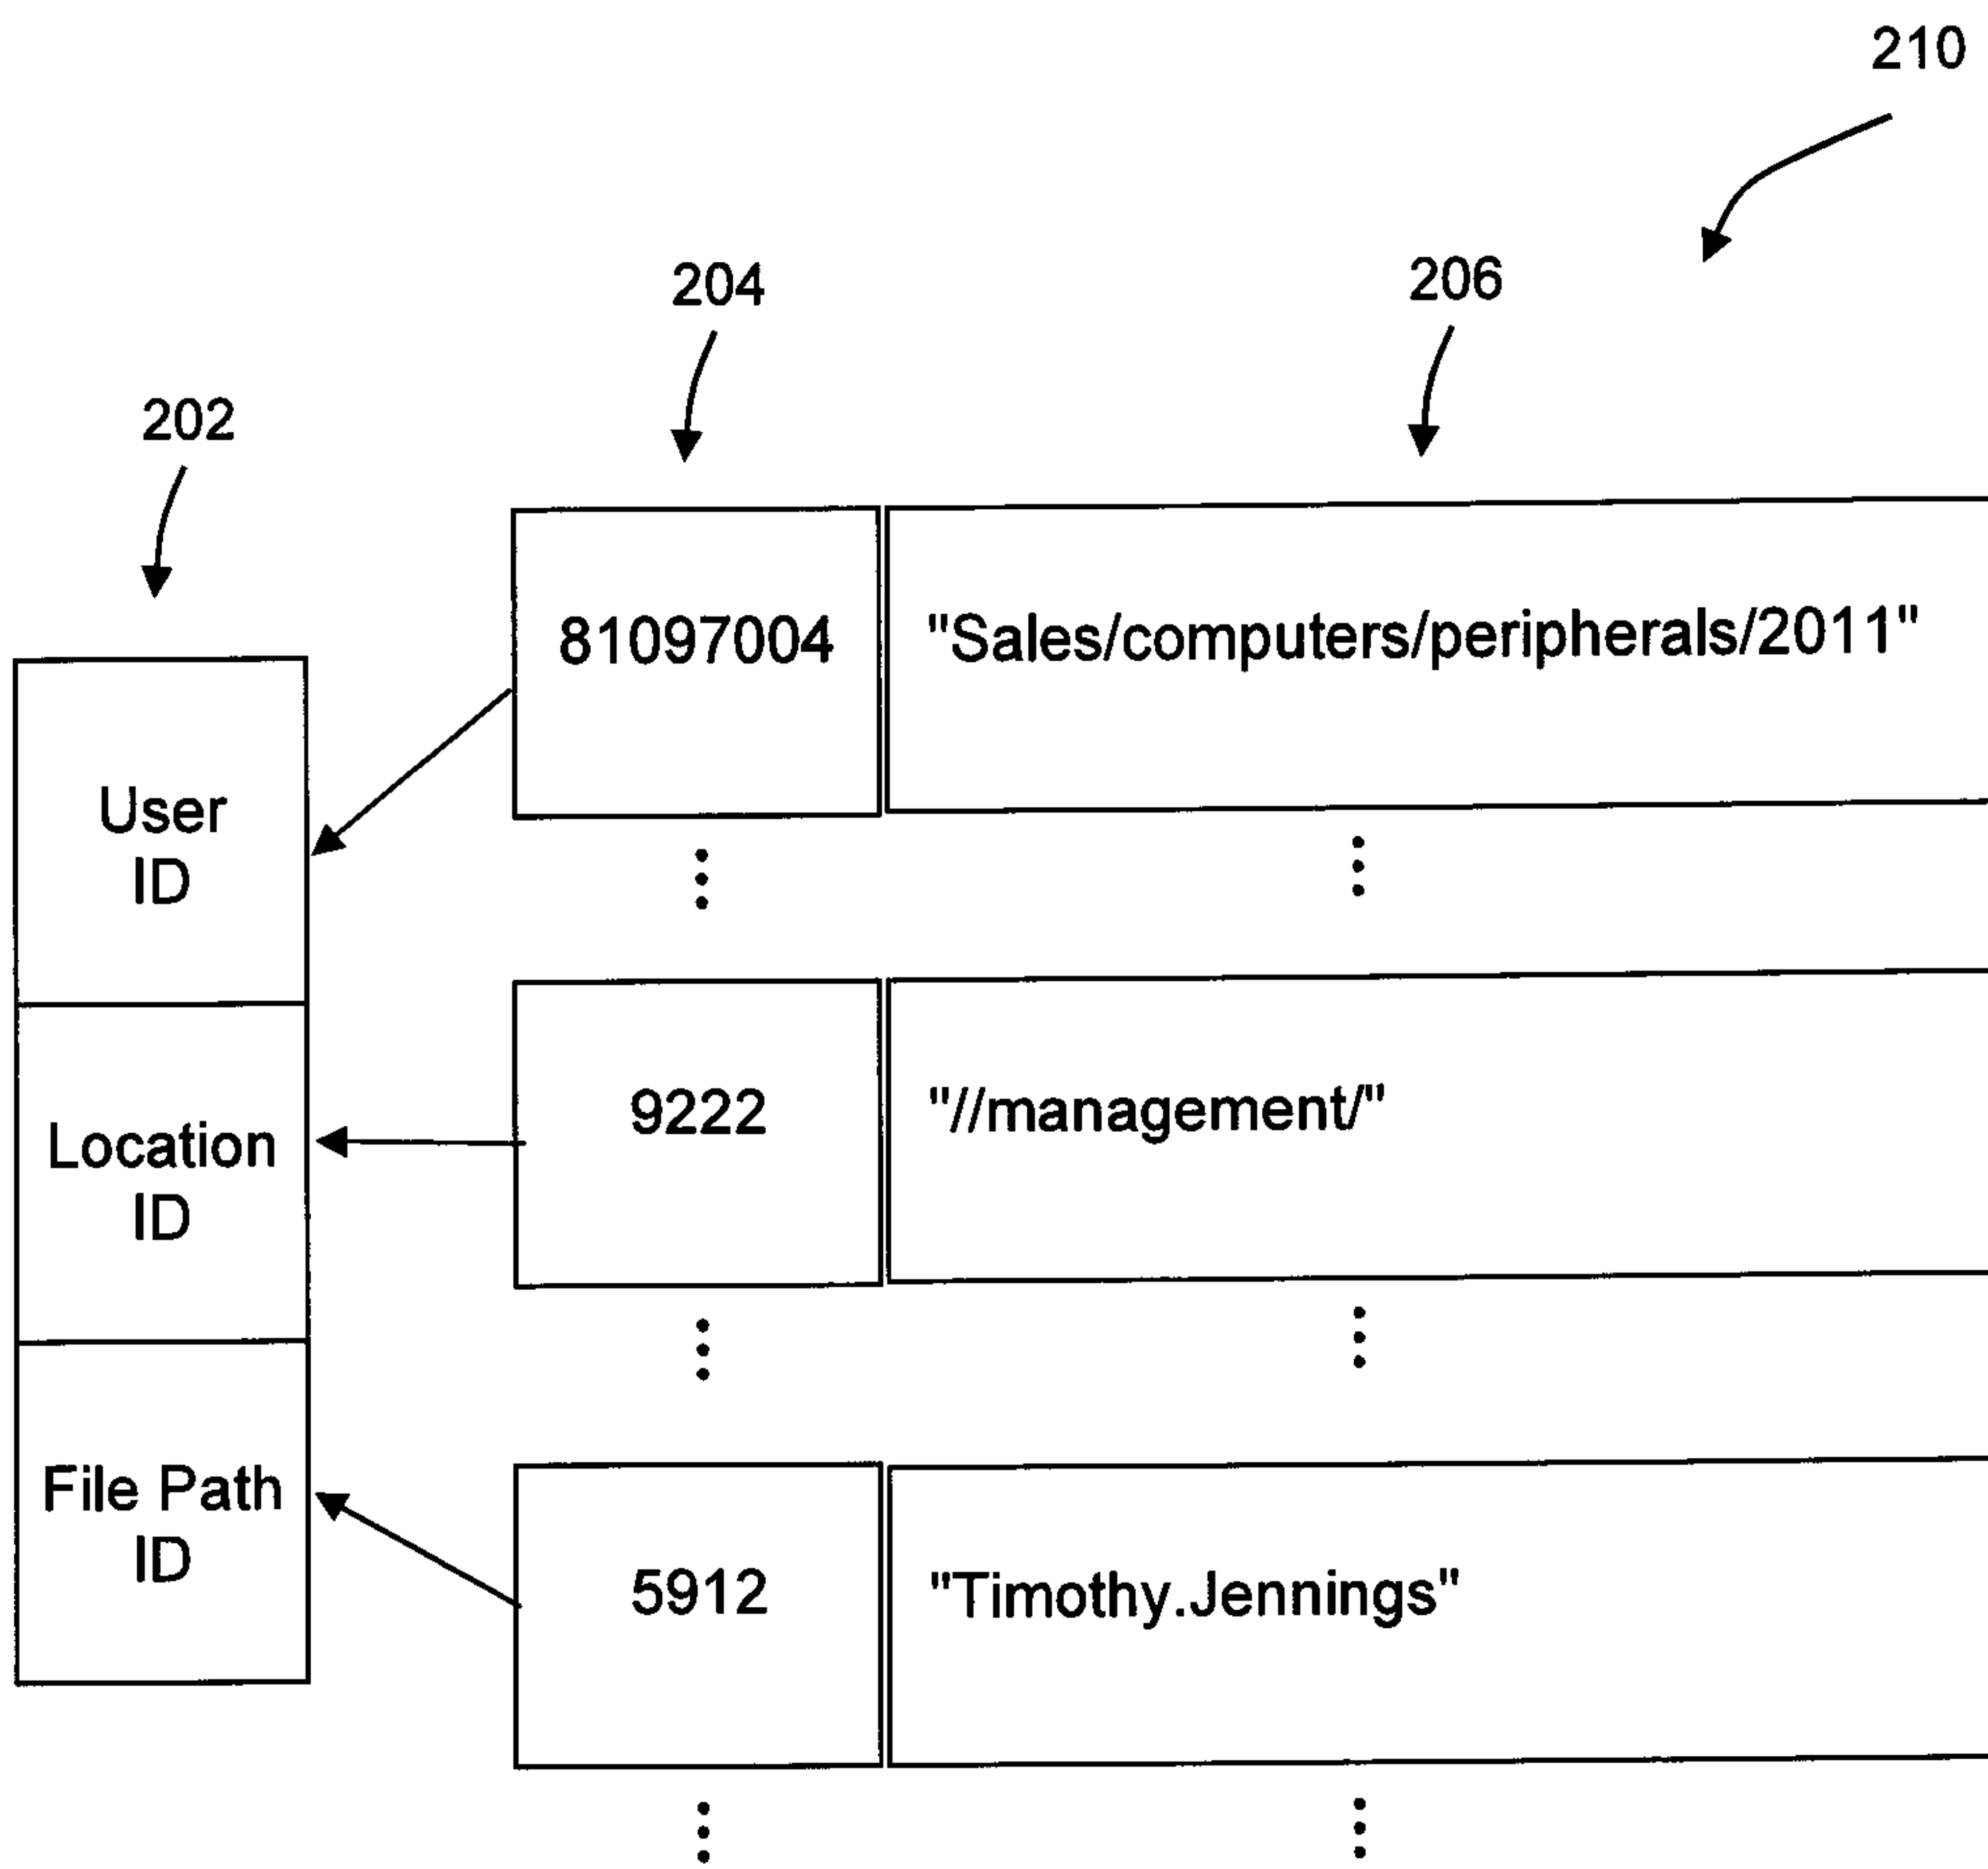 210
204
206
202
81097004
"Sales/computers/peripherals/2011"
User
ID
9222
"//management/"
Location
ID
File Path
ID
5912
"Timothy.Jennings"